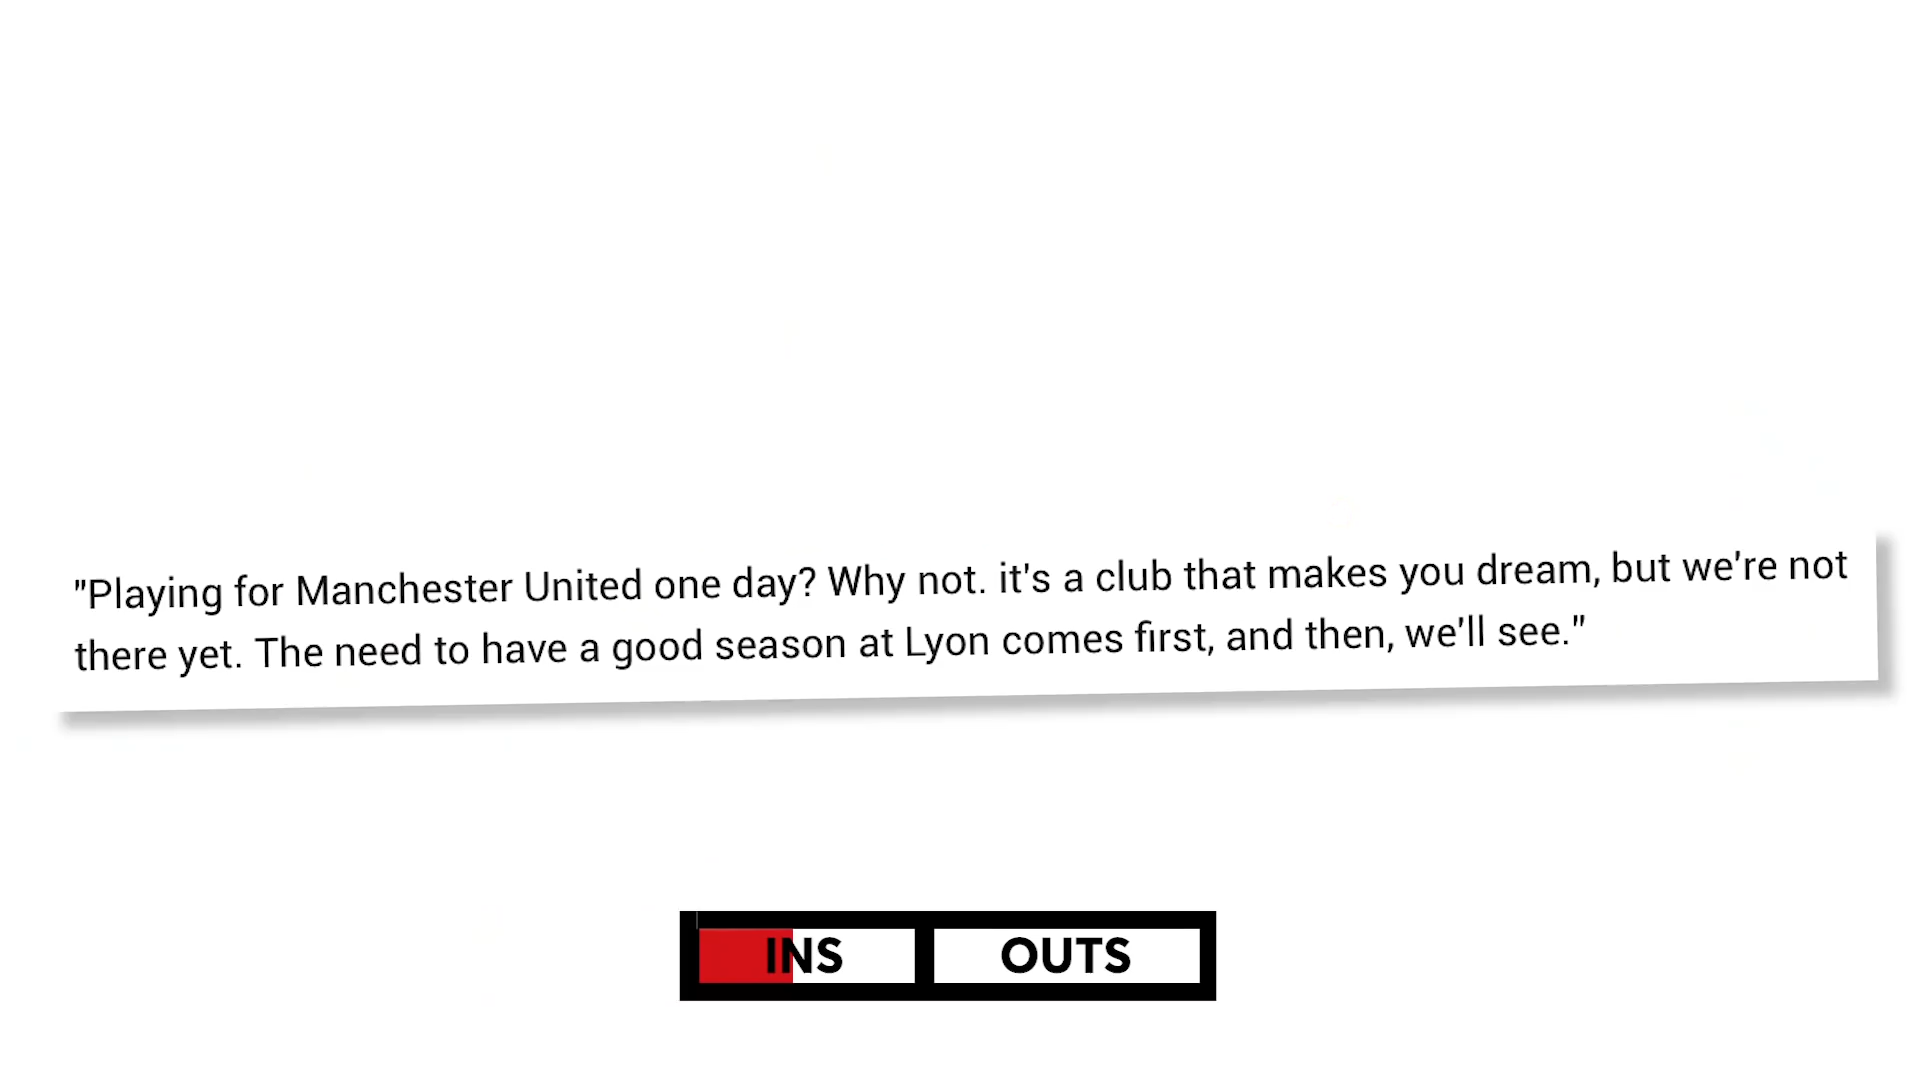 "Playing for Manchester United one day? Why not. it's a club that makes you dream, but we're not
there yet. The need to have a good season at Lyon comes first, and then, we'll see."
INS OUTS